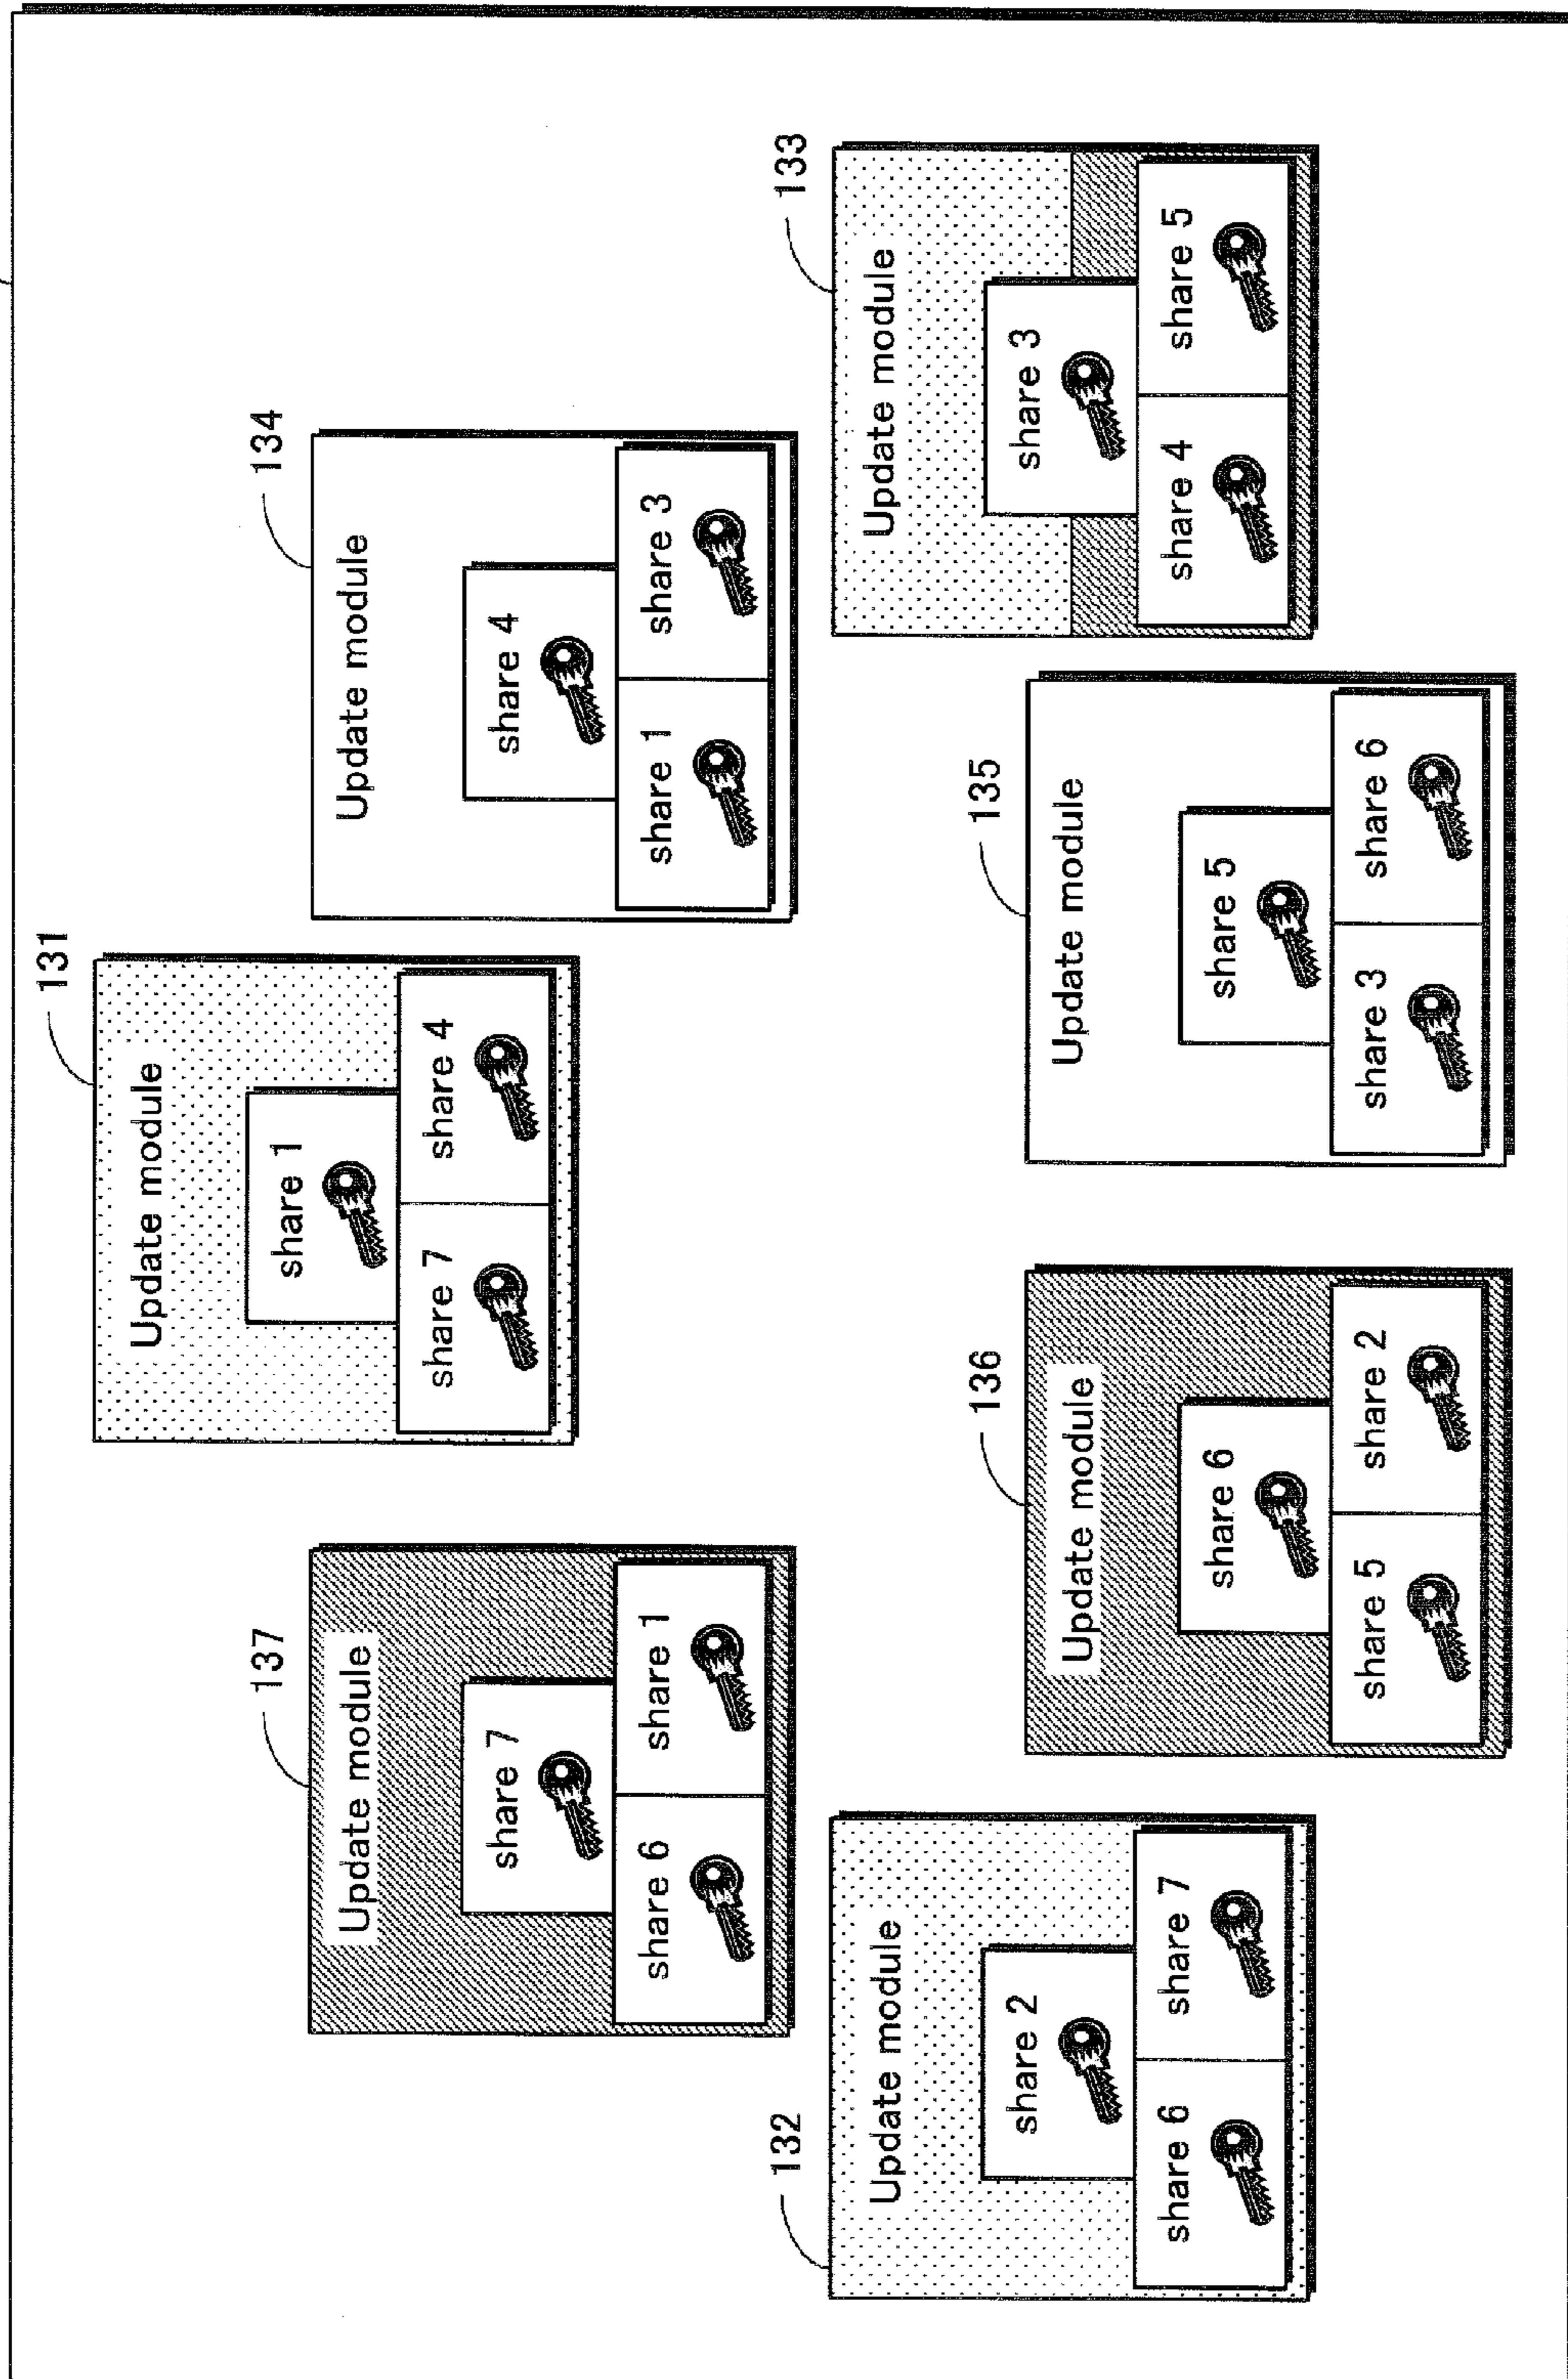 131
Update module
share 1
share 7
share 4
137
Update module
share 7
share 6
share 1
134
Update module
share 4
share 1
share 3
132
Update module
share 2
share 6
share 7
133
Update module
share 3
share 4
share 5
136
Update module
share 6
share 5
share 2
135
Update module
share 5
share 3
share 6